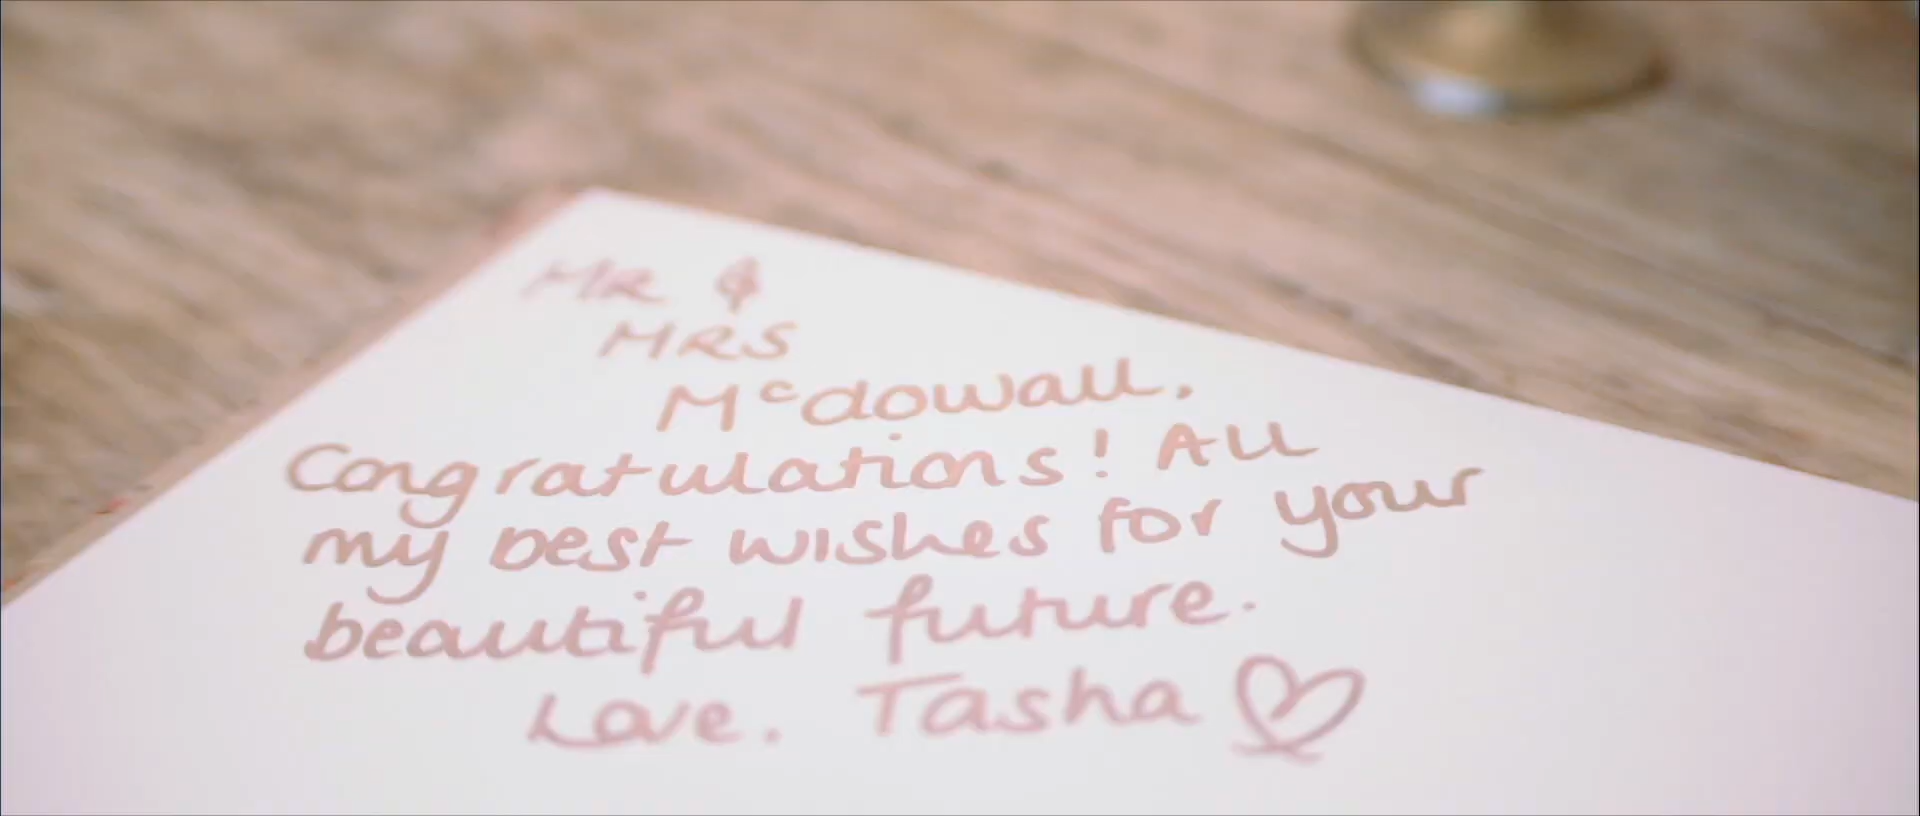 MR &
MRS
Mcdowall.
Congratulations! All
my best wishes for your
beautiful future.
Love. Tasha